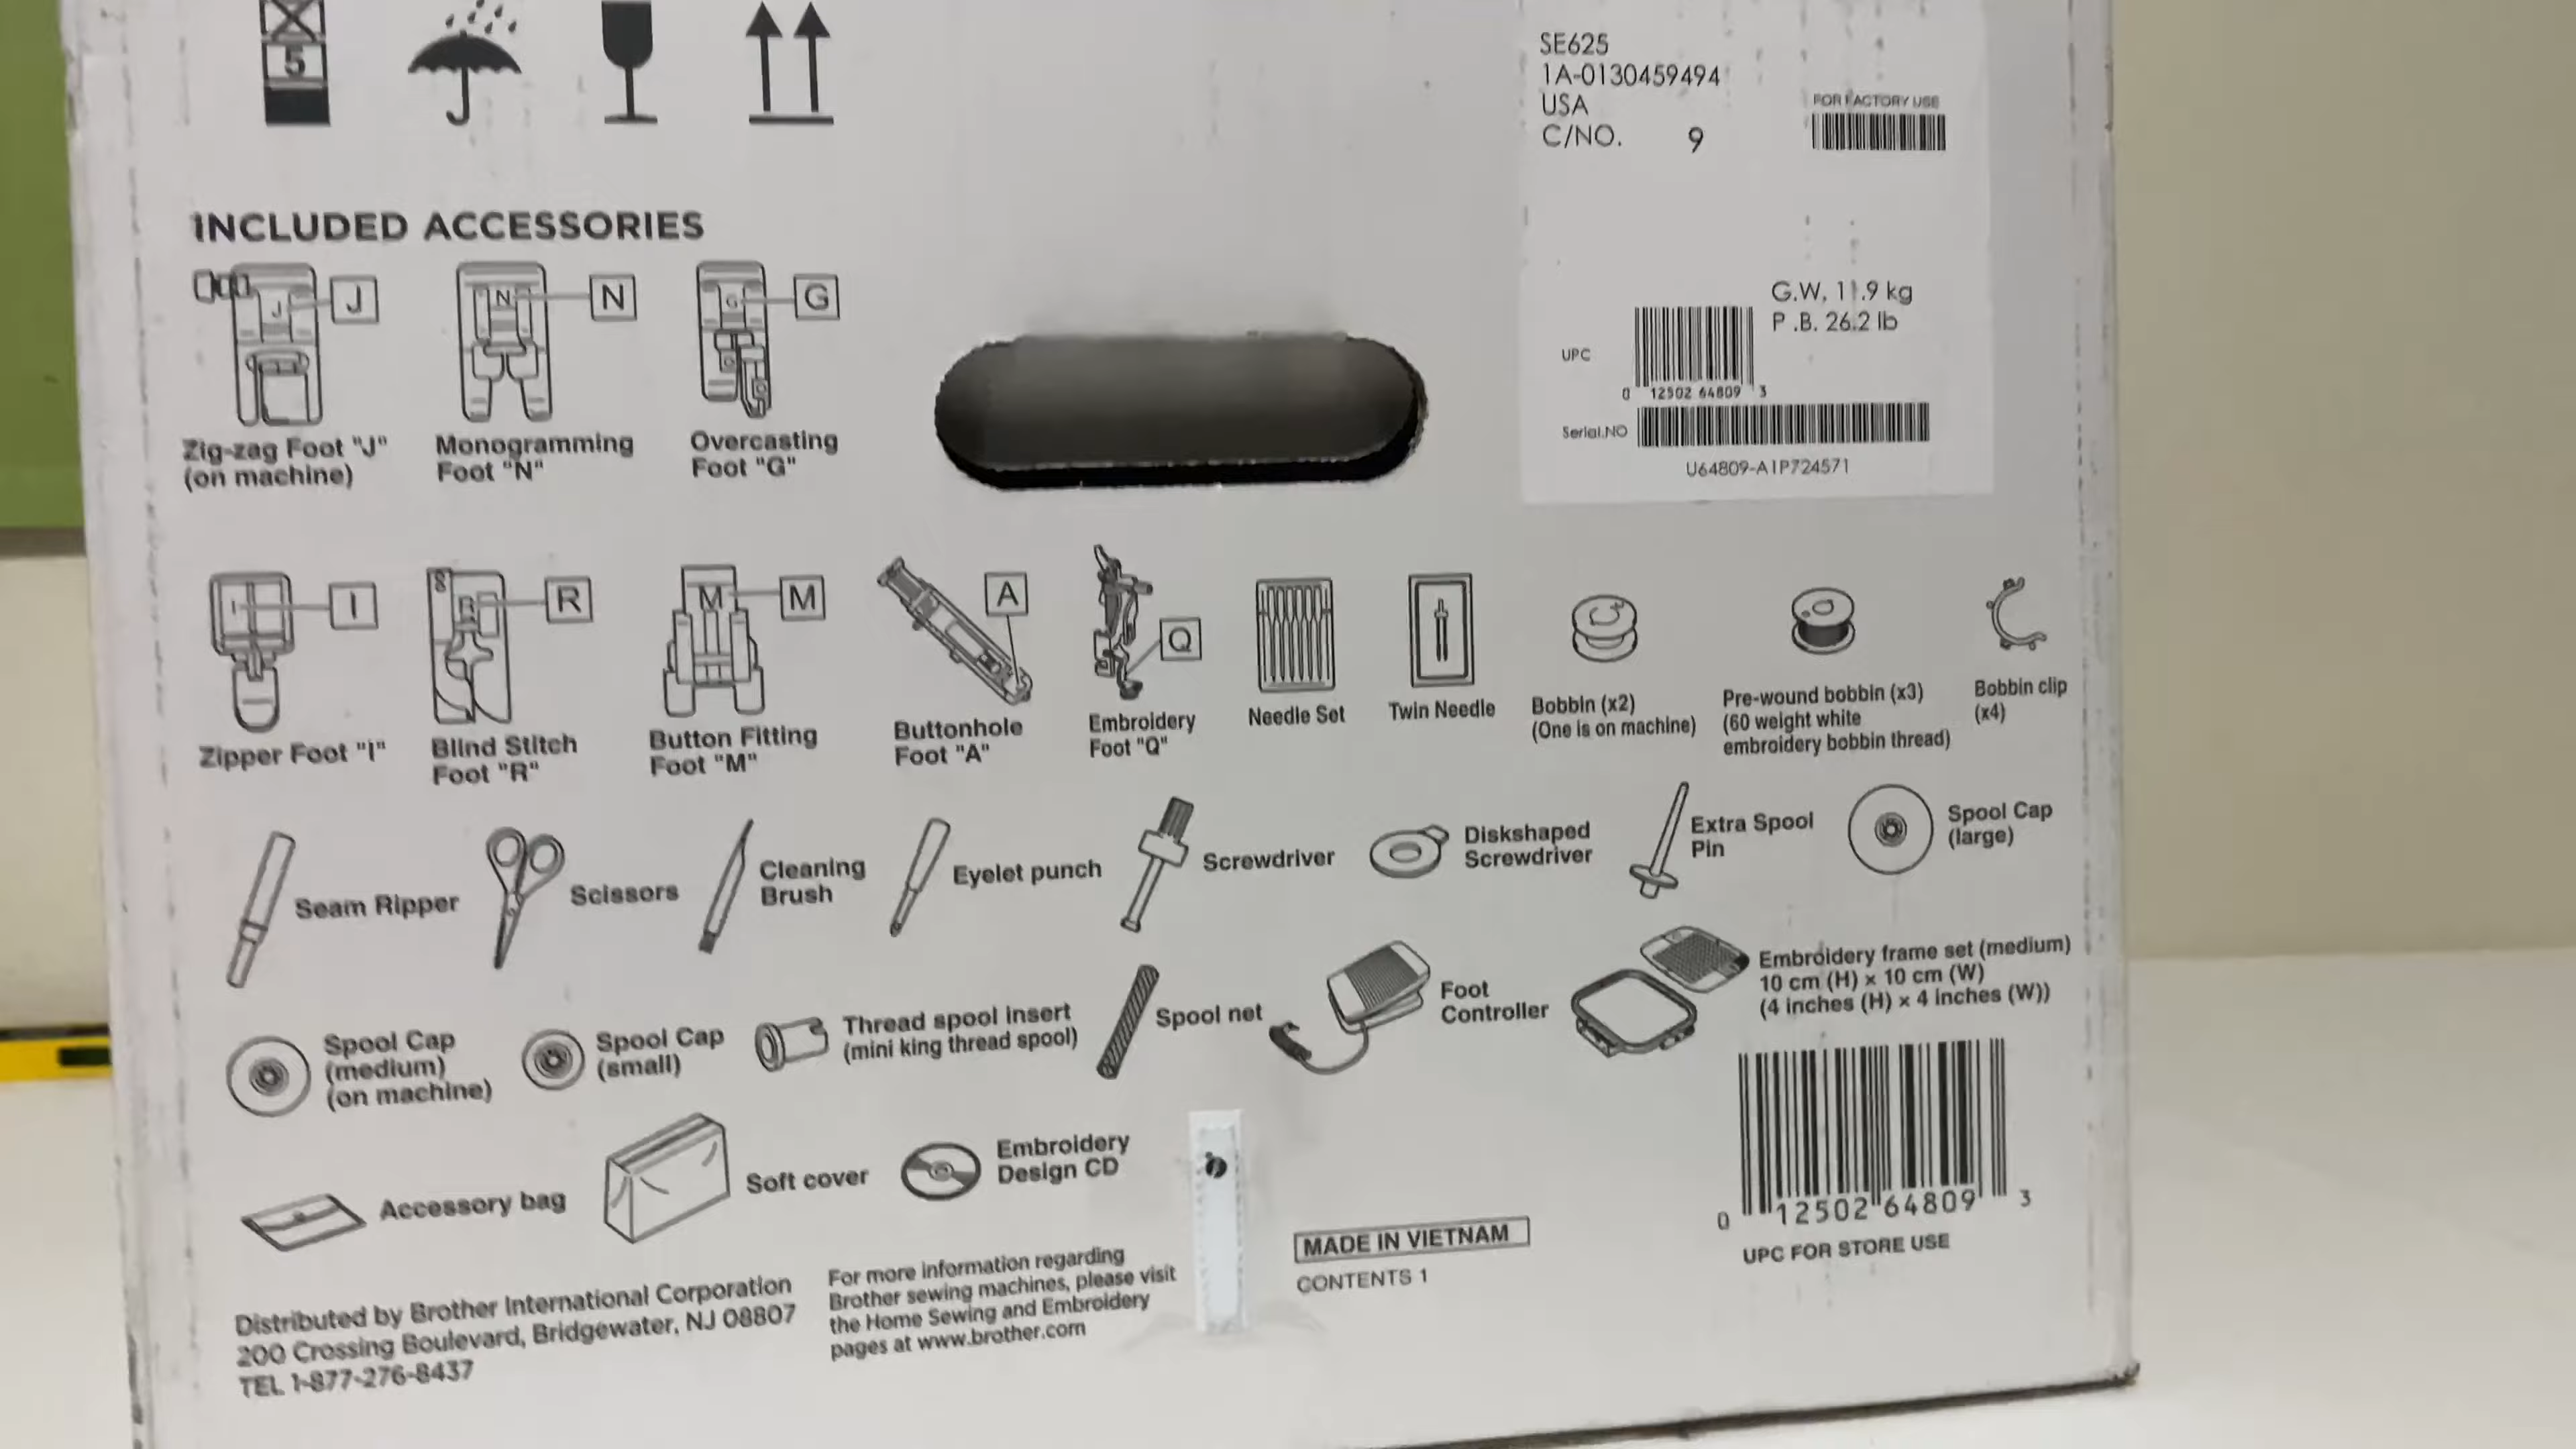 5
SE625
1A-0130459494
USA
C/NO. 9
FOR FACTORY USE
G.W. 11.9 kg
P .B. 26.2 lb
UPC
0 12502 64809 3
Serial.NO
U64809-A1P724571
INCLUDED ACCESSORIES
J
J
N
N
G
G
Zig-zag Foot "J"
(on machine)
Monogramming
Foot "N"
Overcasting
Foot "G"
I
I
R
R
M
M
A
Q
Zipper Foot "I"
Blind Stitch
Foot "R"
Button Fitting
Foot "M"
Buttonhole
Foot "A"
Embroidery
Foot "Q"
Needle Set
Twin Needle
Bobbin (x2)
(One is on machine)
Pre-wound bobbin (x3)
(60 weight white
embroidery bobbin thread)
Bobbin clip
(x4)
Seam Ripper
Scissors
Cleaning
Brush
Eyelet punch
Screwdriver
Diskshaped
Screwdriver
Extra Spool
Pin
Spool Cap
(large)
Spool Cap
(medium)
(on machine)
Spool Cap
(small)
Thread spool insert
(mini king thread spool)
Spool net
Foot
Controller
Embroidery frame set (medium)
10 cm (H) x 10 cm (W)
(4 inches (H) x 4 inches (W))
Accessory bag
Soft cover
Embroidery
Design CD
0 12502 64809 3
UPC FOR STORE USE
MADE IN VIETNAM
CONTENTS 1
Distributed by Brother International Corporation
200 Crossing Boulevard, Bridgewater, NJ 08807
TEL 1-877-276-8437
For more information regarding
Brother sewing machines, please visit
the Home Sewing and Embroidery
pages at www.brother.com